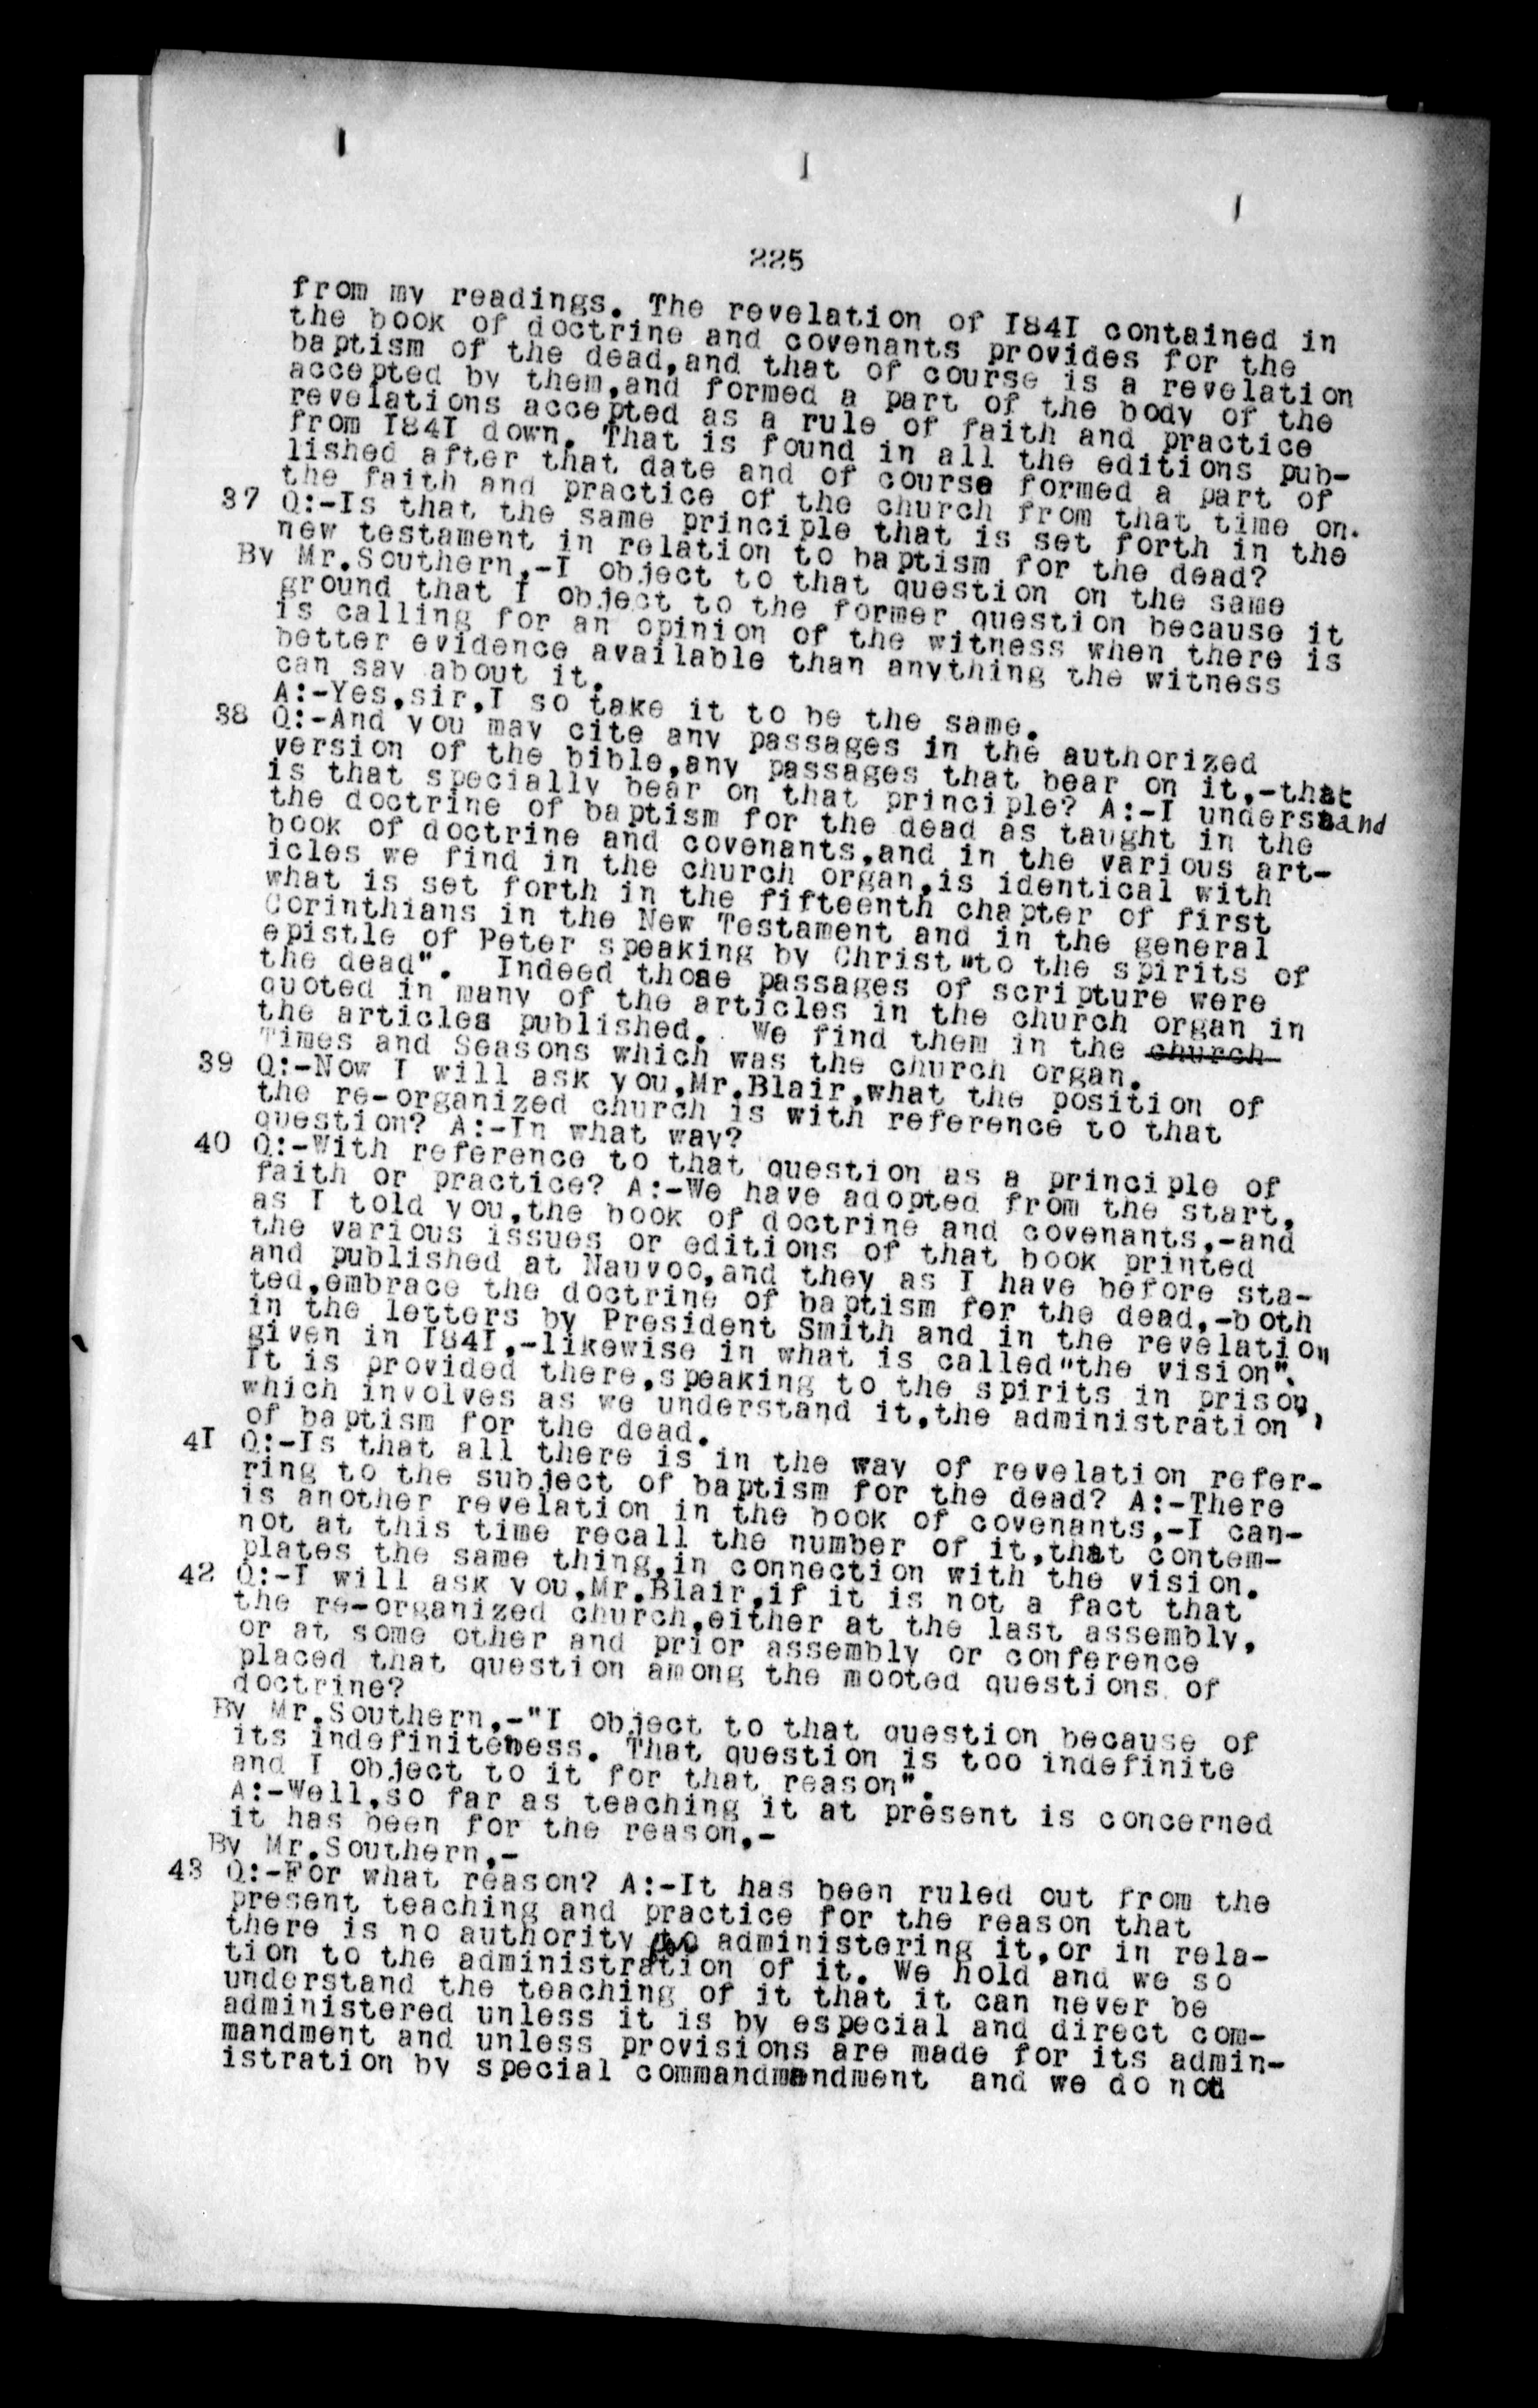 225
from my readings. The revelation of I84I contained in
the book of doctrine and covenants provides for the
baptism of the dead,and that of course is a revelation
accepted by them,and formed a part of the body of the
revelations accepted as a rule of faith and practice
from I84I down. That is found in all the editions pub-
lished after that date and of course formed a part of
the faith and practice of the church from that time on.
37 Q:-Is that the same principle that is set forth in the
new testament in relation to baptism for the dead?
By Mr.Southern,-I object to that question on the same
ground that I object to the former question because it
is calling for an opinion of the witness when there is
better evidence available than anything the witness
can say about it.
A:-Yes,sir,I so take it to be the same.
38 Q:-And you may cite any passages in the authorized
version of the bible,any passages that bear on it,-that
is that specially bear on that principle? A:-I understand
the doctrine of baptism for the dead as taught in the
book of doctrine and covenants,and in the various art-
icles we find in the church organ,is identical with
what is set forth in the fifteenth chapter of first
Corinthians in the New Testament and in the general
epistle of Peter speaking by Christ"to the spirits of
the dead". Indeed those passages of scripture were
quoted in many of the articles in the church organ in
the articles published. We find them in the church
Times and Seasons which was the church organ.
39 Q:-Now I will ask you,Mr.Blair,what the position of
the re-organized church is with reference to that
question? A:-In what way?
40 Q:-With reference to that question as a principle of
faith or practice? A:-We have adopted from the start,
as I told you,the book of doctrine and covenants,-and
the various issues or editions of that book printed
and published at Nauvoo,and they as I have before sta-
ted,embrace the doctrine of baptism for the dead,-both
in the letters by President Smith and in the revelation
given in I84I,-likewise in what is called"the vision".
It is provided there,speaking to the spirits in prison,
which involves as we understand it,the administration
of baptism for the dead.
4I Q:-Is that all there is in the way of revelation refer-
ring to the subject of baptism for the dead? A:-There
is another revelation in the book of covenants,-I can-
not at this time recall the number of it,that contem-
plates the same thing,in connection with the vision.
42 Q:-I will ask you,Mr.Blair,if it is not a fact that
the re-organized church,either at the last assembly,
or at some other and prior assembly or conference
placed that question among the mooted questions of
doctrine?
By Mr.Southern,-"I object to that question because of
its indefiniteness. That question is too indefinite
and I object to it for that reason".
A:-Well,so far as teaching it at present is concerned
it has been for the reason,-
By Mr.Southern,-
43 Q:-For what reason? A:-It has been ruled out from the
present teaching and practice for the reason that
there is no authority for administering it,or in rela-
tion to the administration of it. We hold and we so
understand the teaching of it that it can never be
administered unless it is by especial and direct com-
mandment and unless provisions are made for its admin-
istration by special commandmandment and we do not